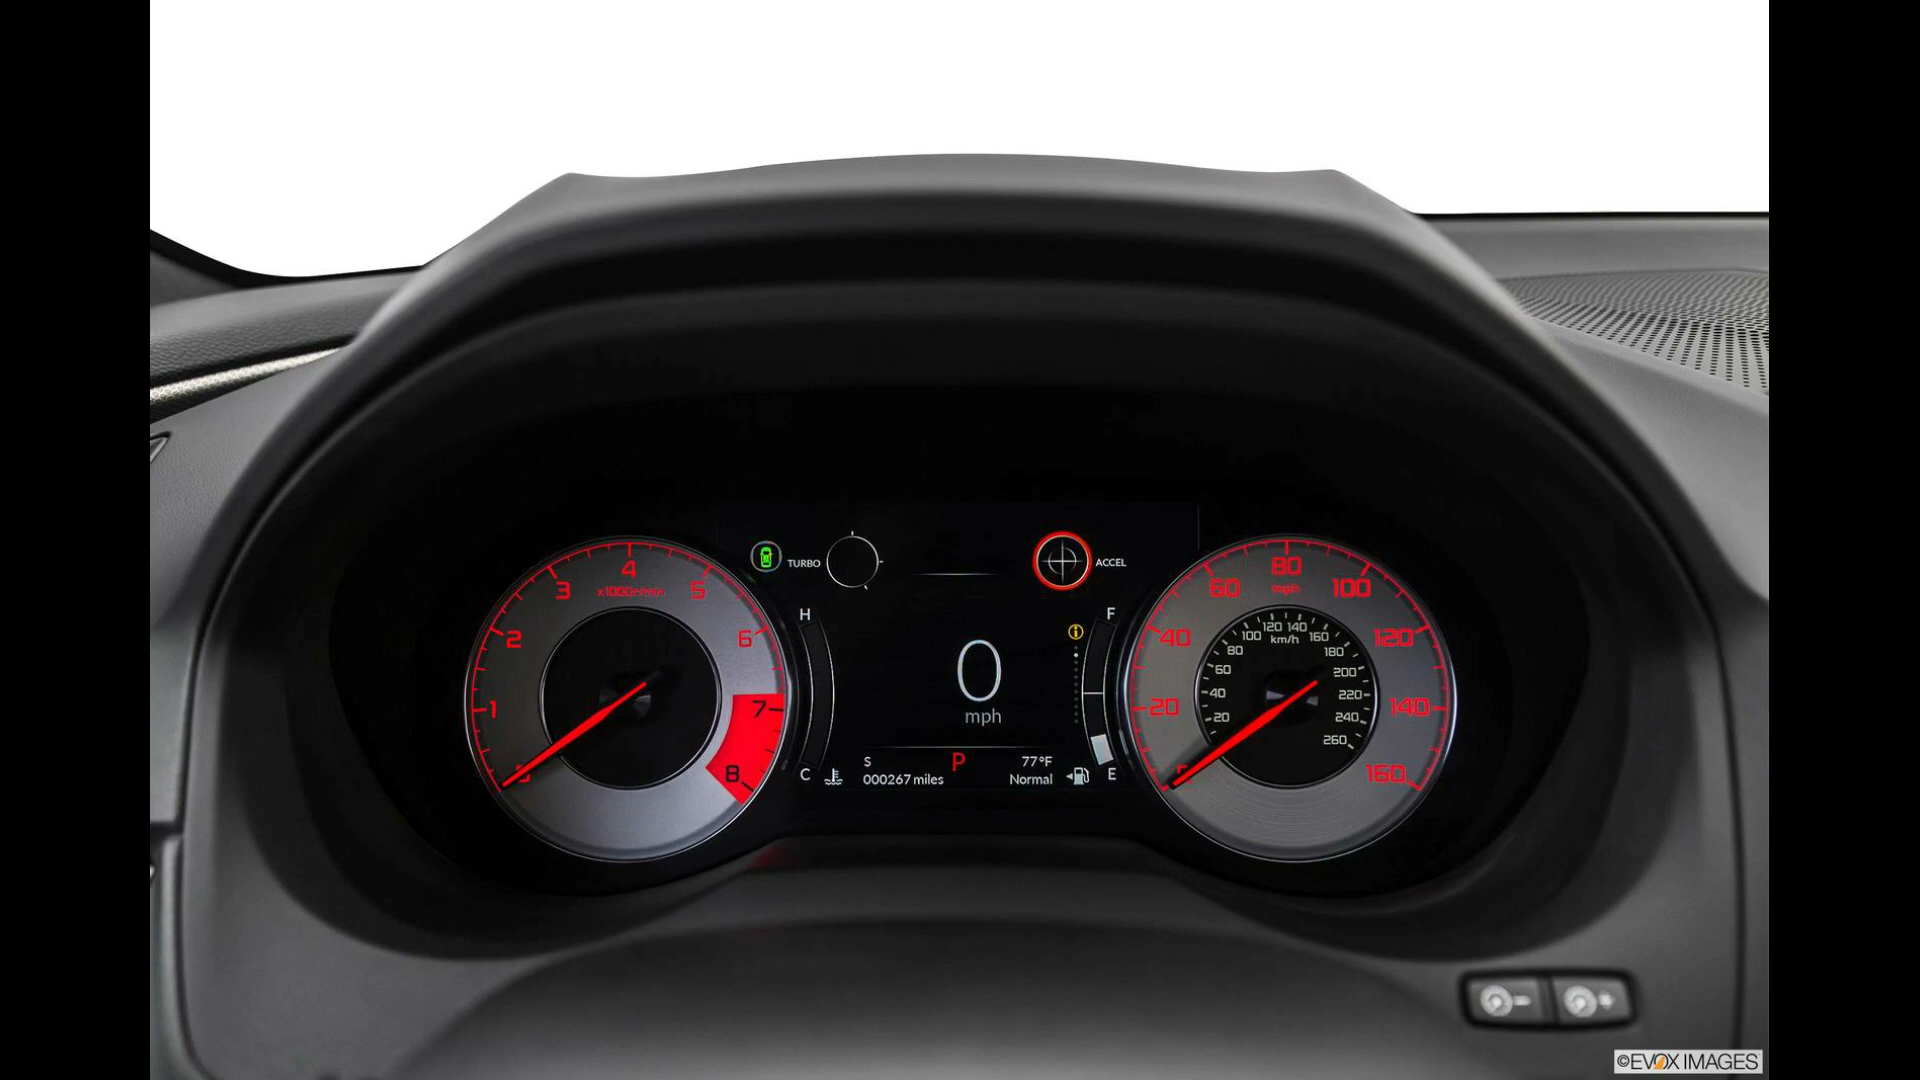 TURBO
ACCEL
1
2
3
4
5
6
7
8
x1000r/min
H
C
0
mph
S
000267 miles
P
77°F
Normal
F
E
0
20
40
60
80
100
120
140
160
mph
20
40
60
80
100
120
140
160
180
200
220
240
260
km/h
©EVOX IMAGES